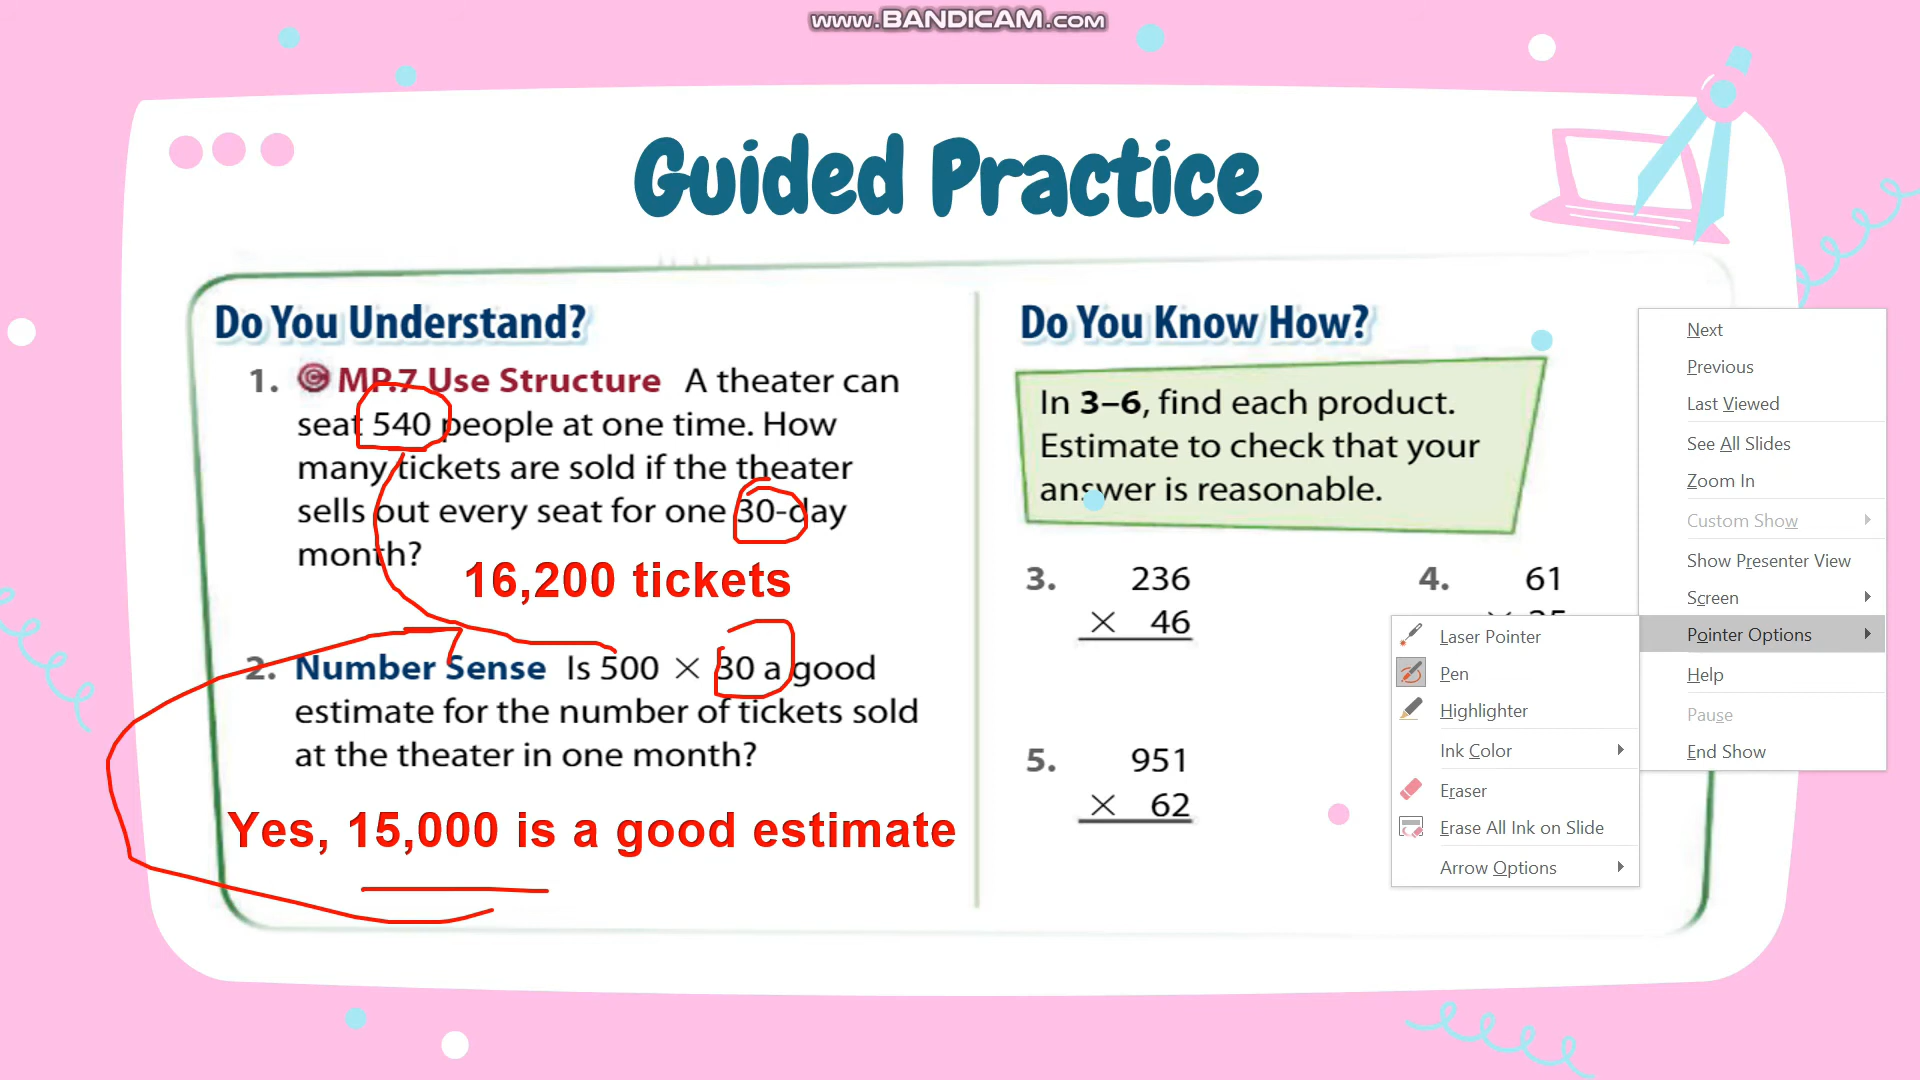 www.BANDICAM.com
Guided Practice
Do You Understand?
1. MP.7 Use Structure A theater can
seat 540 people at one time. How
many tickets are sold if the theater
sells out every seat for one 30-day
month?
16,200 tickets
2. Number Sense Is 500 × 30 a good
estimate for the number of tickets sold
at the theater in one month?
Yes, 15,000 is a good estimate
Do You Know How?
In 3–6, find each product.
Estimate to check that your
answer is reasonable.
3. 236
× 46
4. 61
5. 951
× 62
Next
Previous
Last Viewed
See All Slides
Zoom In
Custom Show
Show Presenter View
Screen
Pointer Options
Help
Pause
End Show
Laser Pointer
Pen
Highlighter
Ink Color
Eraser
Erase All Ink on Slide
Arrow Options